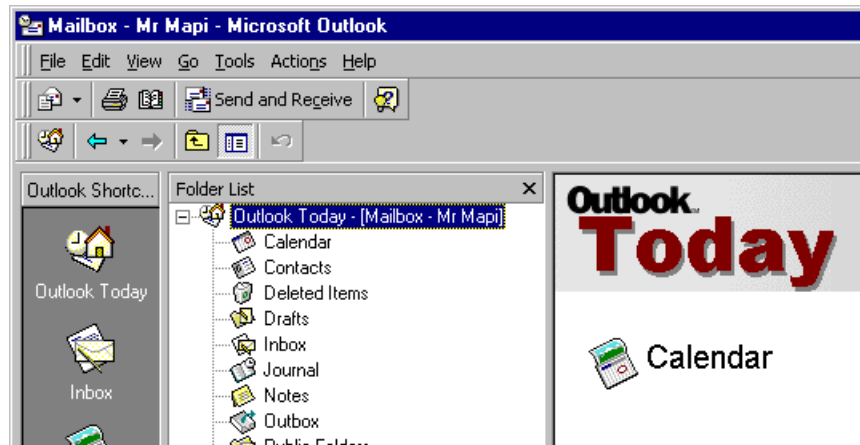 Mailbox - Mr Mapi - Microsoft Outlook
File Edit View Go Tools Actions Help
Send and Receive
Outlook Shortc...
Outlook Today
Inbox
Folder List
Outlook Today - [Mailbox - Mr Mapi]
Calendar
Contacts
Deleted Items
Drafts
Inbox
Journal
Notes
Outbox
Public Folders
Outlook
Today
Calendar